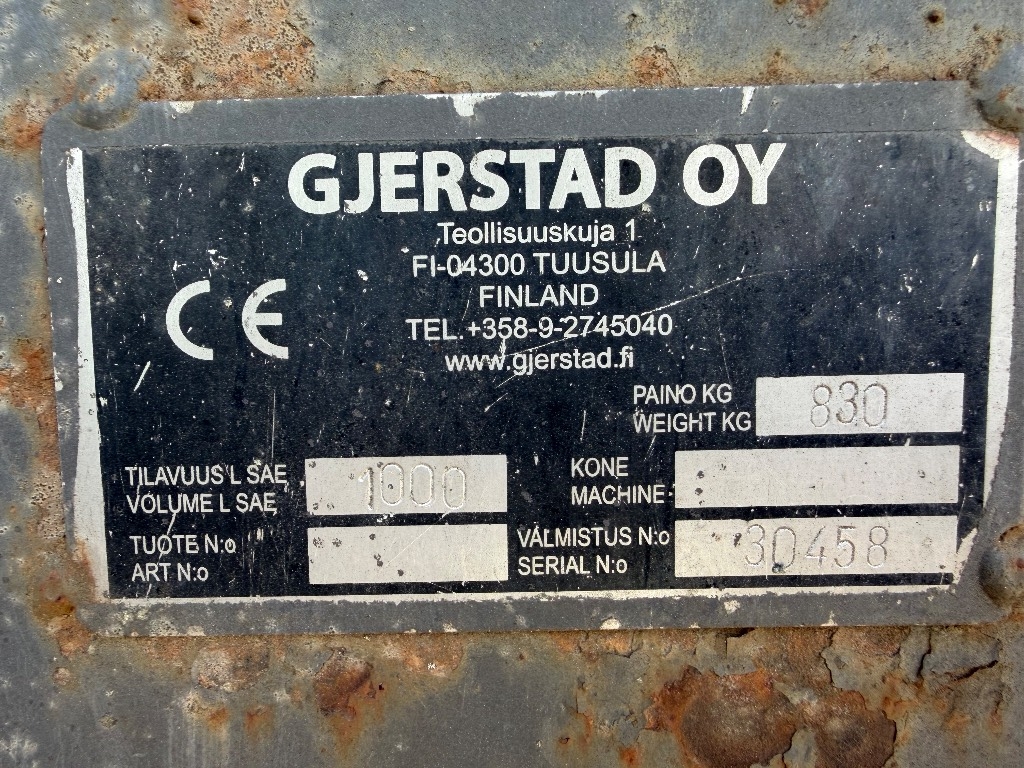 GJERSTAD OY
Teollisuuskuja 1
FI-04300 TUUSULA
FINLAND
TEL. +358-9-2745040
www.gjerstad.fi
CE
PAINO KG
WEIGHT KG
830
TILAVUUS L SAE
VOLUME L SAE
1000
KONE
MACHINE
TUOTE N:o
ART N:o
VALMISTUS N:o
SERIAL N:o
30458